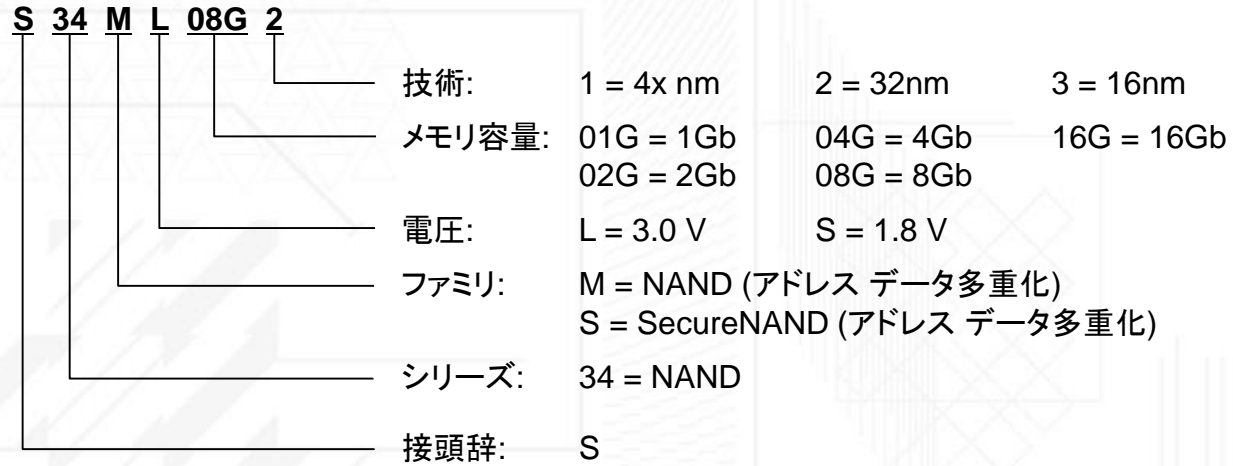 S 34 M L 08G 2
技術: 1 = 4x nm 2 = 32nm 3 = 16nm
メモリ容量: 01G = 1Gb 04G = 4Gb 16G = 16Gb
02G = 2Gb 08G = 8Gb
電圧: L = 3.0 V S = 1.8 V
ファミリ: M = NAND (アドレス データ多重化)
S = SecureNAND (アドレス データ多重化)
シリーズ: 34 = NAND
接頭辞: S